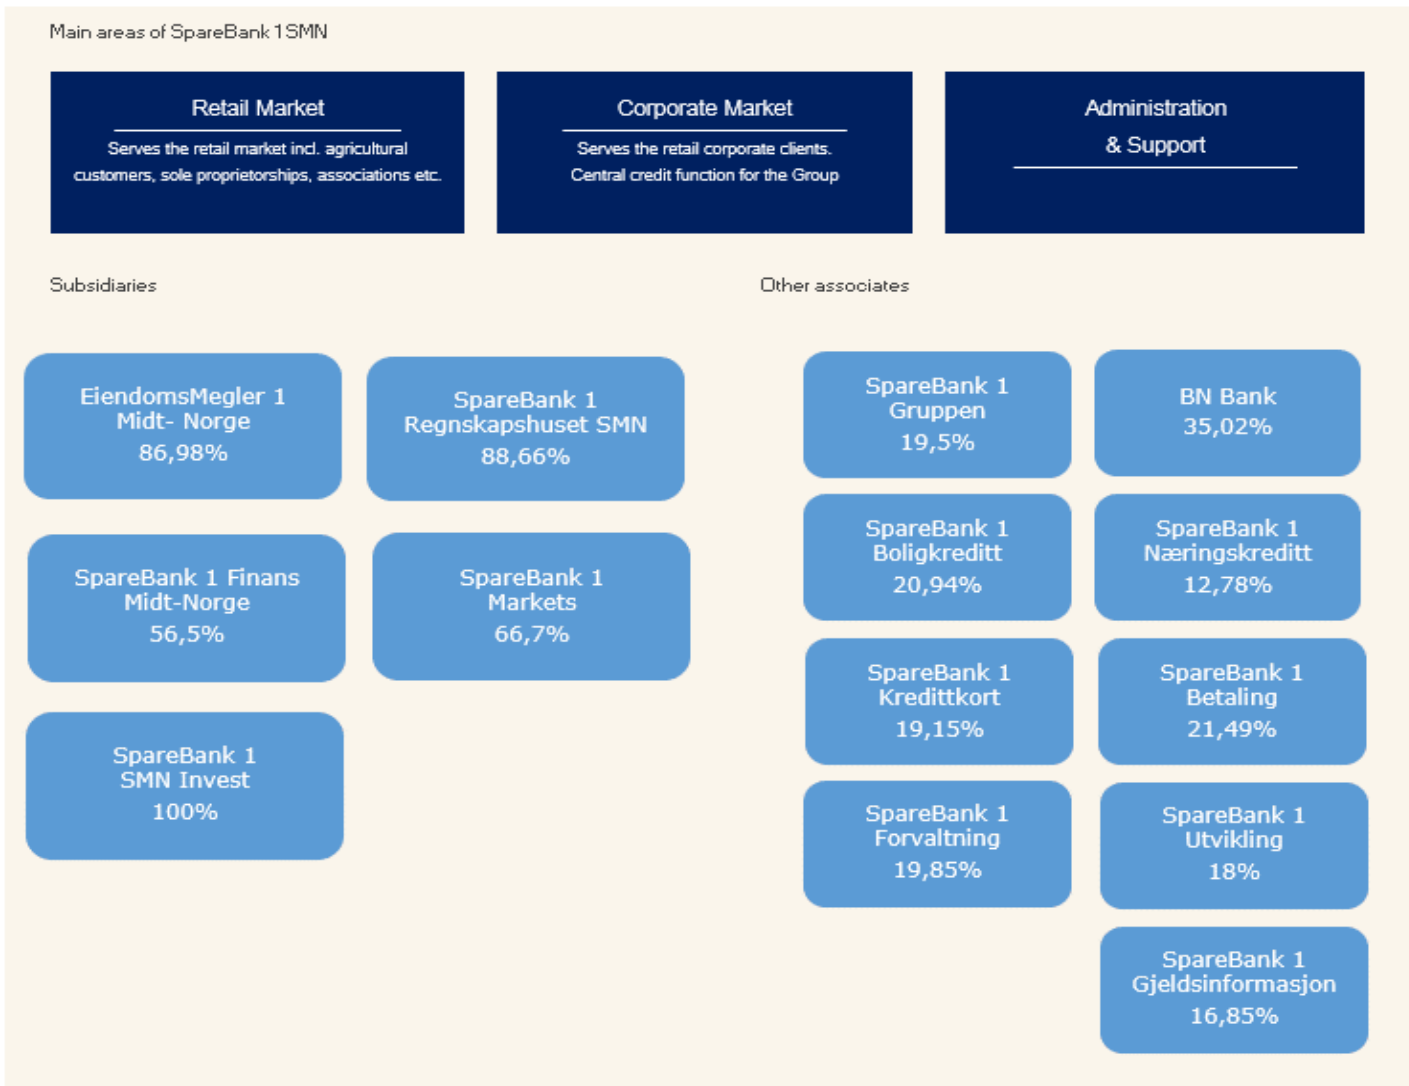 Main areas of SpareBank 1 SMN
Retail Market
Serves the retail market incl. agricultural
customers, sole proprietorships, associations etc.
Corporate Market
Serves the retail corporate clients.
Central credit function for the Group
Administration
& Support
Subsidiaries
EiendomsMegler 1
Midt- Norge
86,98%
SpareBank 1
Regnskapshuset SMN
88,66%
SpareBank 1 Finans
Midt-Norge
56,5%
SpareBank 1
Markets
66,7%
SpareBank 1
SMN Invest
100%
Other associates
SpareBank 1
Gruppen
19,5%
BN Bank
35,02%
SpareBank 1
Boligkreditt
20,94%
SpareBank 1
Næringskreditt
12,78%
SpareBank 1
Kredittkort
19,15%
SpareBank 1
Betaling
21,49%
SpareBank 1
Forvaltning
19,85%
SpareBank 1
Utvikling
18%
SpareBank 1
Gjeldsinformasjon
16,85%